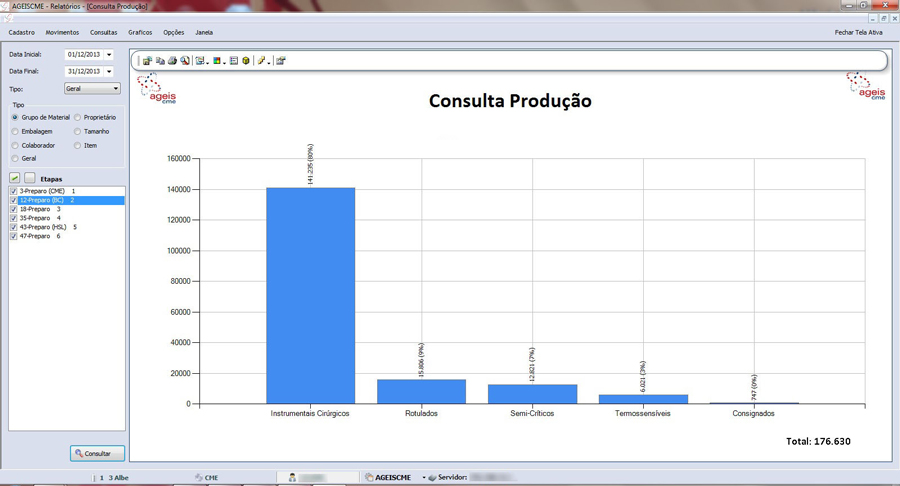 AGEISCME - Relatórios - [Consulta Produção]
Cadastro Movimentos Consultas Graficos Opções Janela Fechar Tela Ativa
Data Inicial: 01/12/2013
Data Final: 31/12/2013
Tipo: Geral
Tipo
Grupo de Material Proprietário
Embalagem Tamanho
Colaborador Item
Geral
Etapas
3-Preparo (CME) 1
12-Preparo (BC) 2
18-Preparo 3
35-Preparo 4
43-Preparo (HSL) 5
47-Preparo 6
Consultar
ageis
cme
Consulta Produção
ageis
cme
160000
140000
120000
100000
80000
60000
40000
20000
0
141.235 (80%)
15.806 (9%)
12.821 (7%)
6.021 (3%)
747 (0%)
Instrumentais Cirúrgicos Rotulados Semi-Críticos Termossensíveis Consignados
Total: 176.630
1 3 Albe CME AGEISCME Servidor: